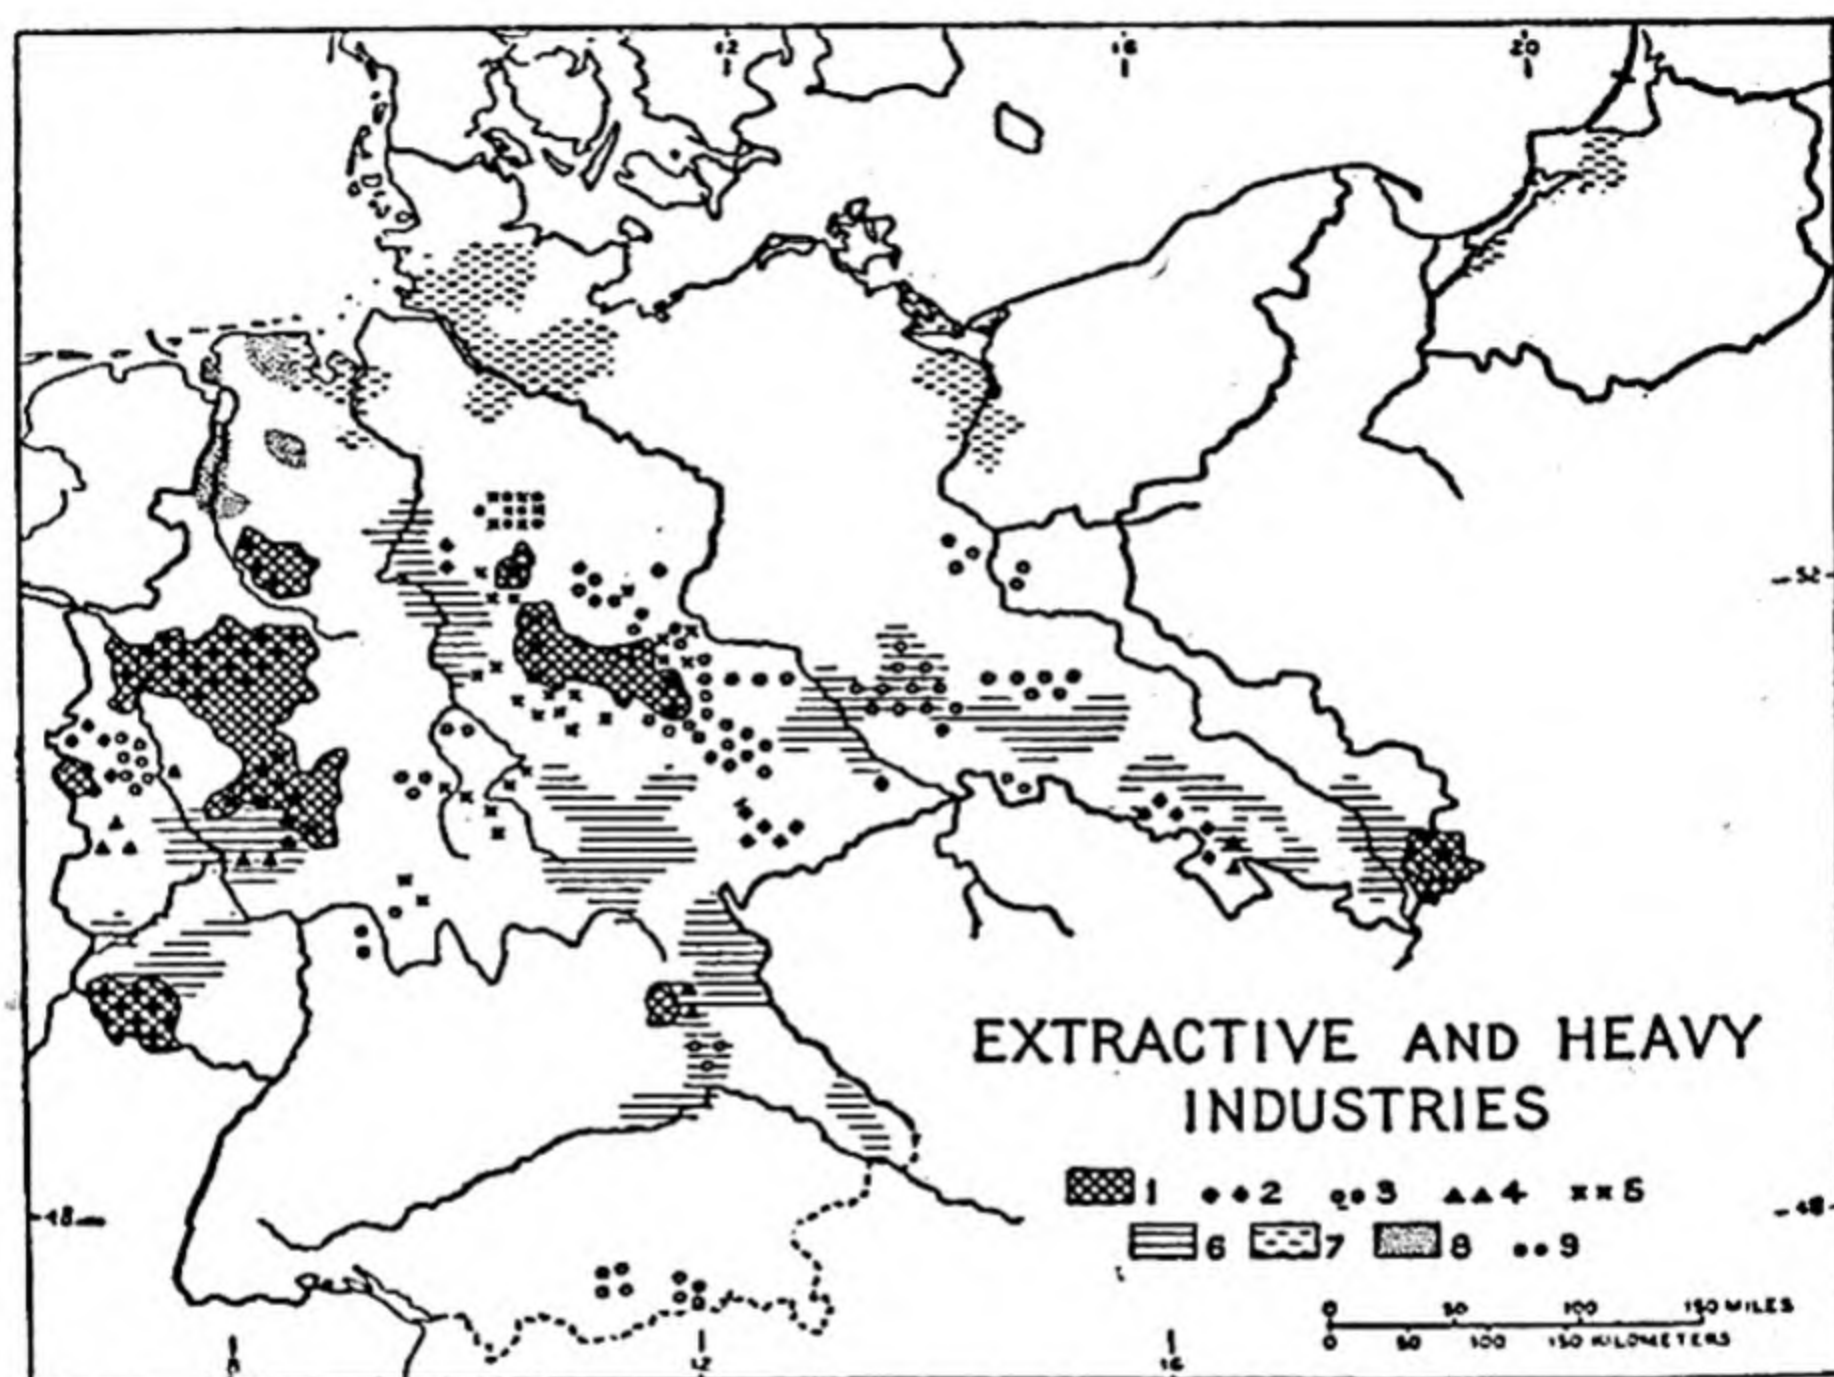 12 16 20
52
EXTRACTIVE AND HEAVY
INDUSTRIES
1 2 3 4 5
48 48
6 7 8 9
0 50 100 150 MILES
0 50 100 150 KILOMETERS
8 12 16